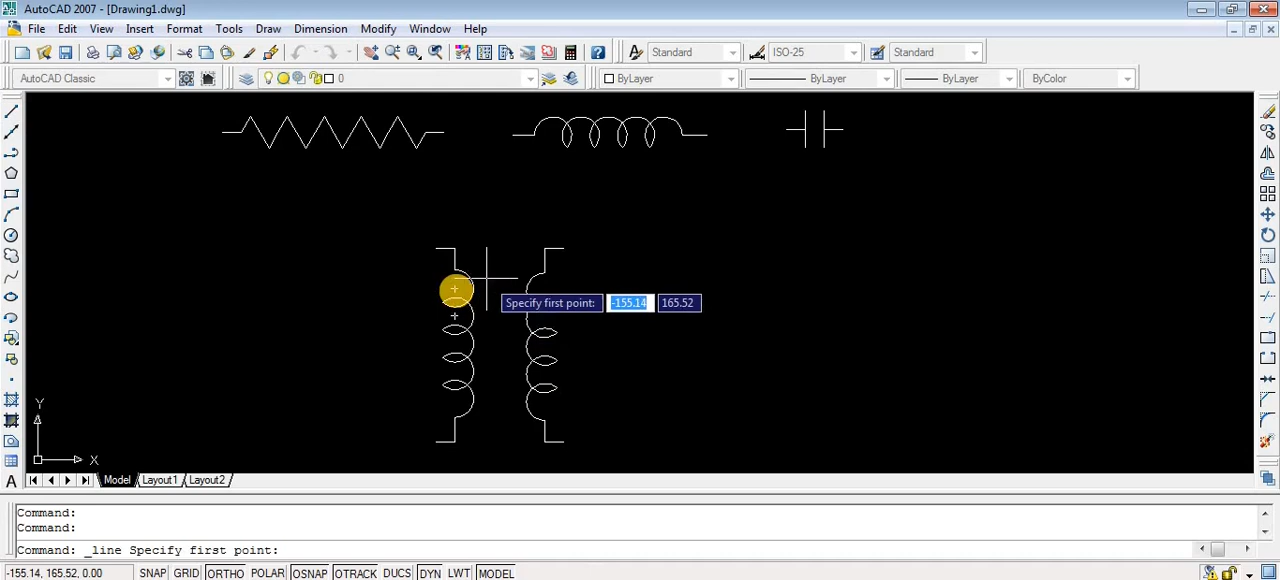 AutoCAD 2007 - [Drawing1.dwg]
File Edit View Insert Format Tools Draw Dimension Modify Window Help
Standard ISO-25 Standard
AutoCAD Classic 0 ByLayer ByLayer ByLayer ByColor
Specify first point: -155.14 165.52
Y
X
A
Model Layout1 Layout2
Command:
Command:
Command: _line Specify first point:
-155.14, 165.52, 0.00 SNAP GRID ORTHO POLAR OSNAP OTRACK DUCS DYN LWT MODEL